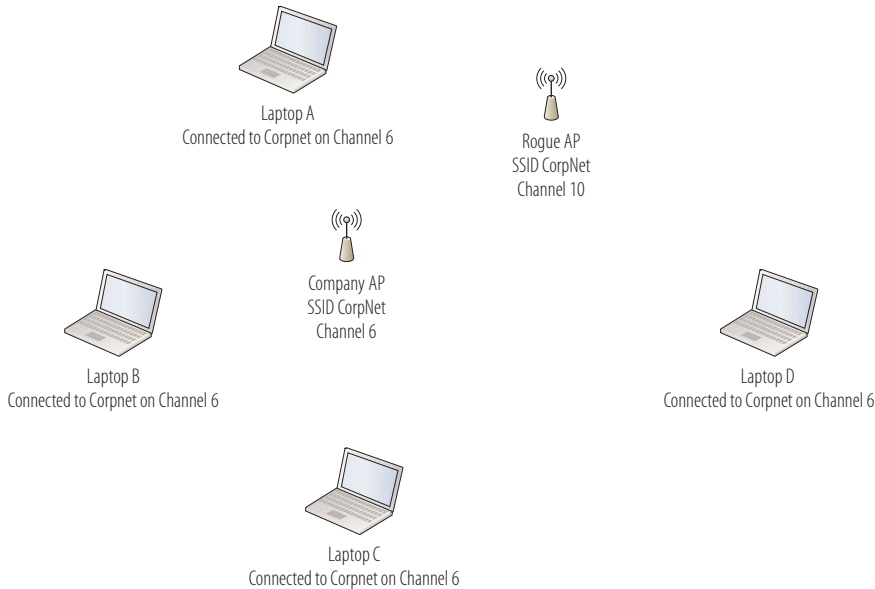 Laptop A
Connected to Corpnet on Channel 6
Rogue AP
SSID CorpNet
Channel 10
Company AP
SSID CorpNet
Channel 6
Laptop B
Connected to Corpnet on Channel 6
Laptop D
Connected to Corpnet on Channel 6
Laptop C
Connected to Corpnet on Channel 6